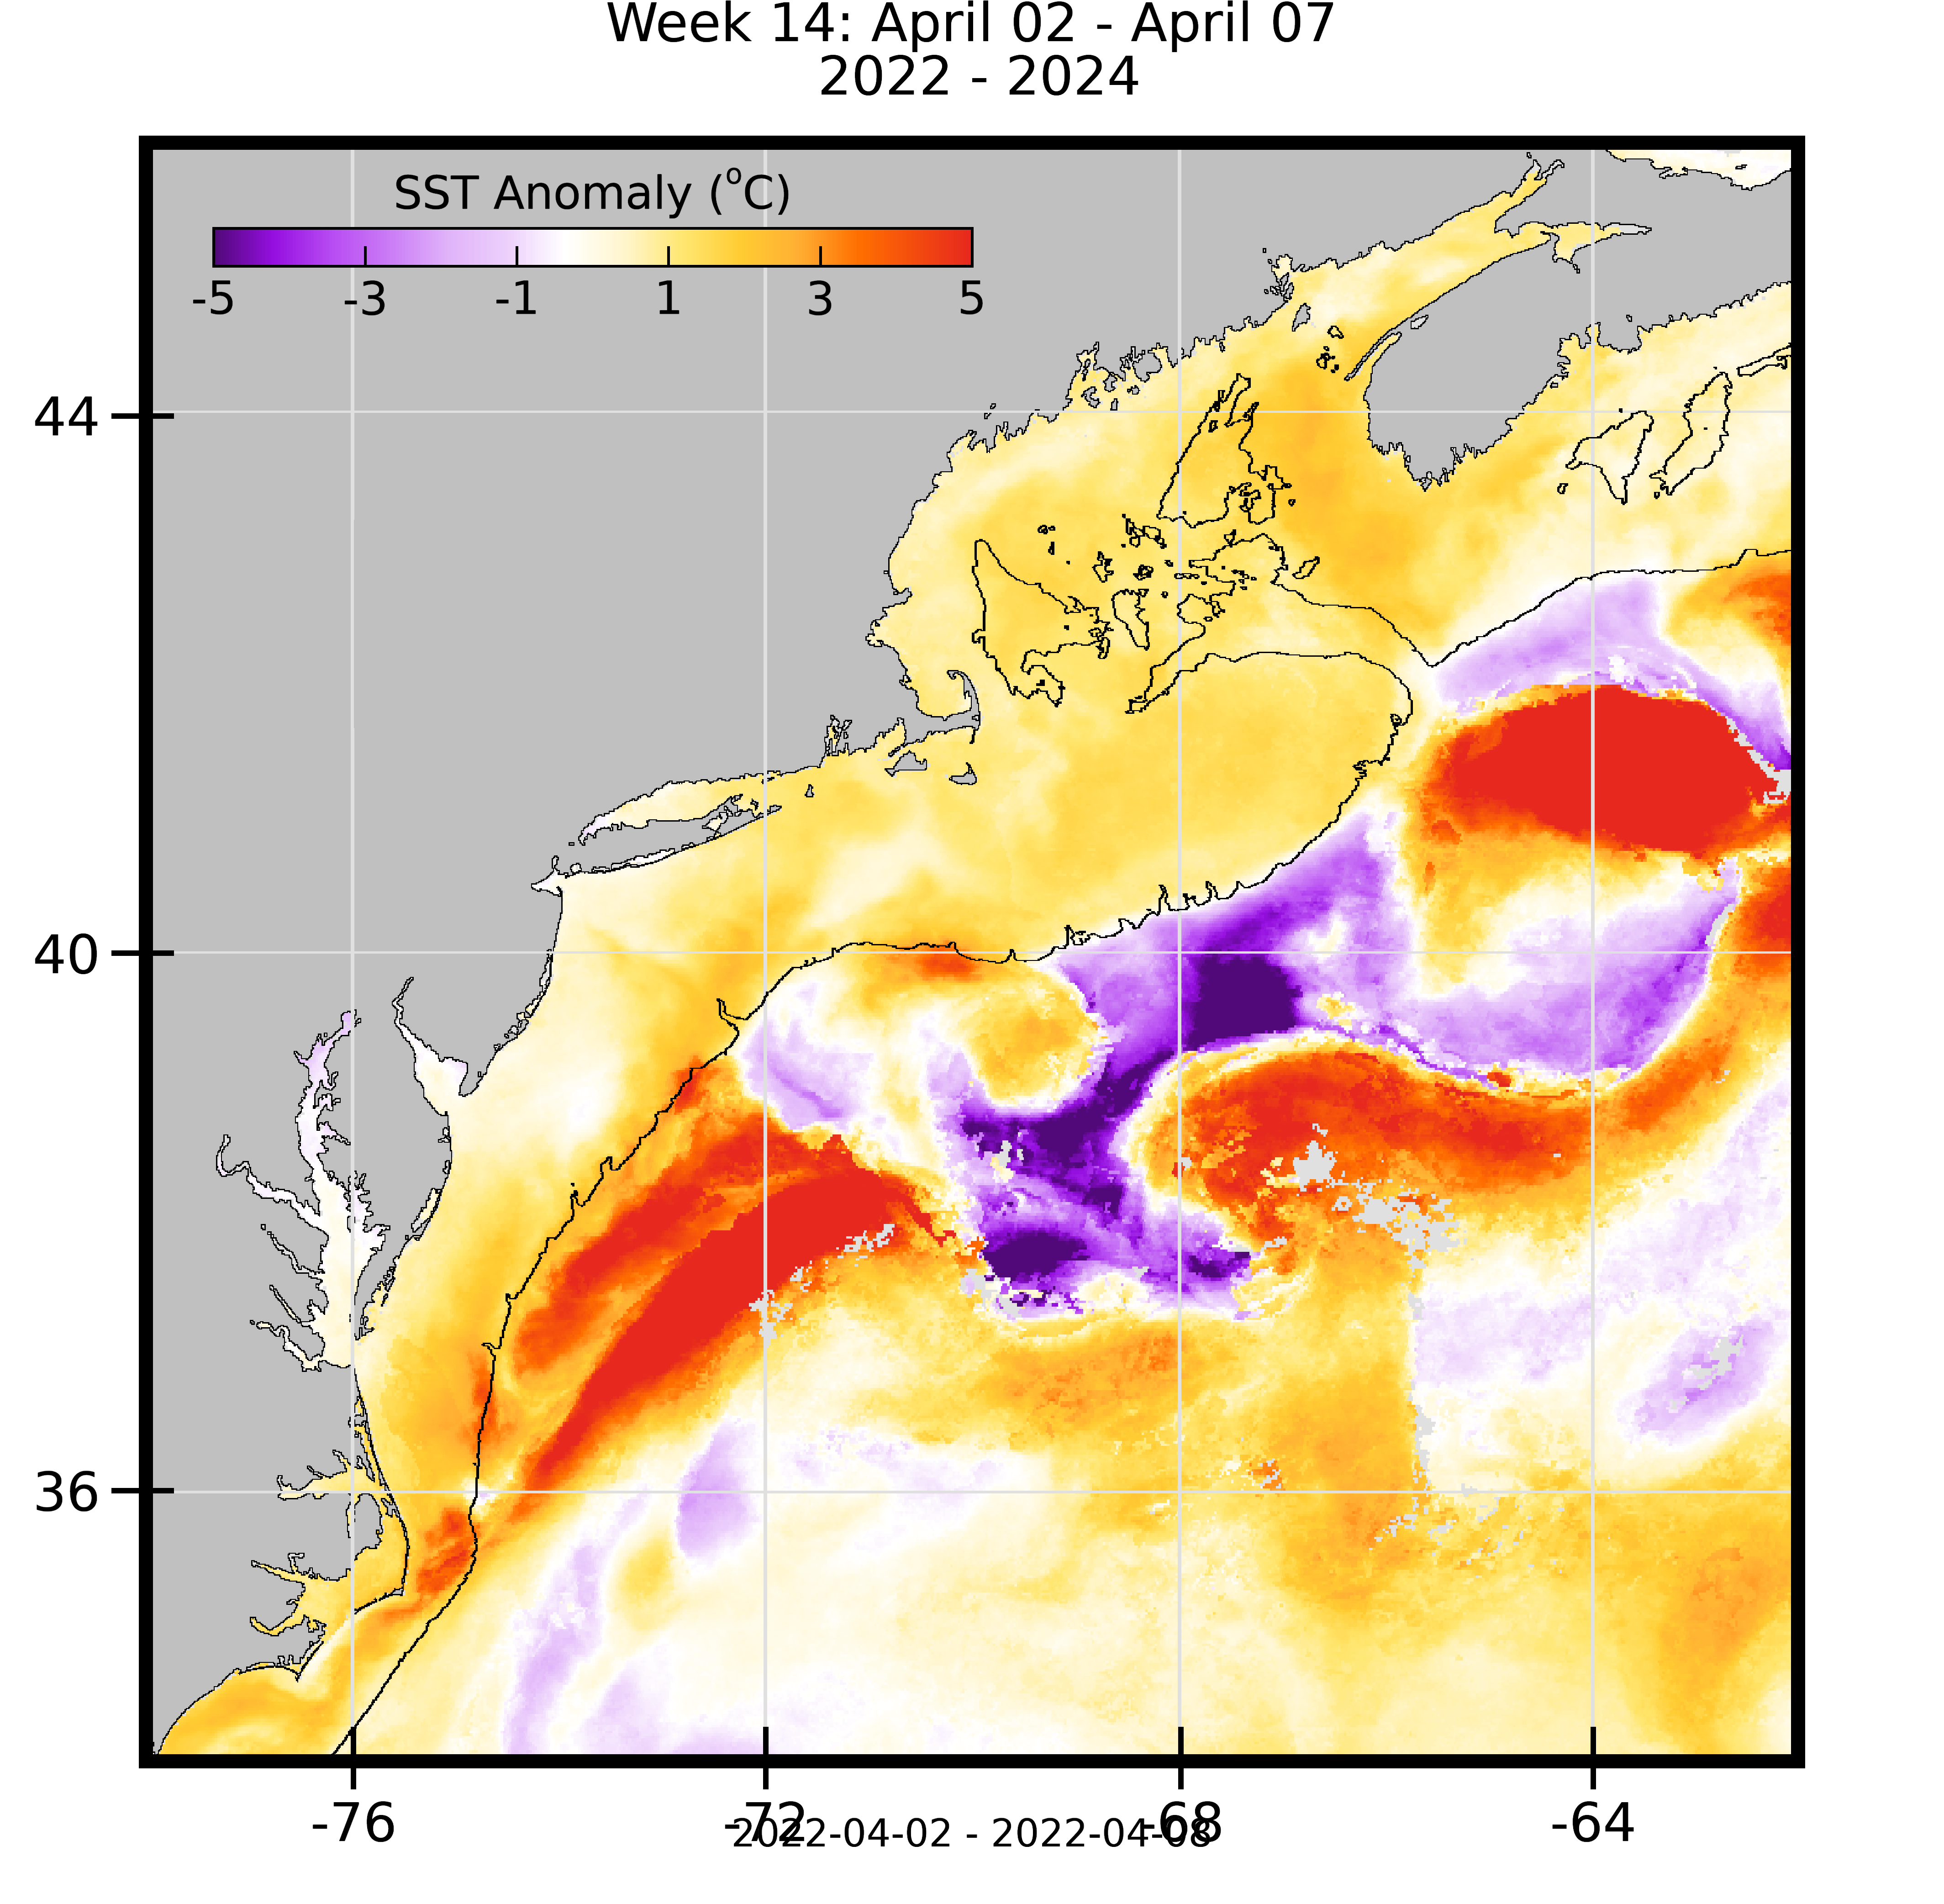 Week 14: April 02 - April 07
2022 - 2024
SST Anomaly (°C)
-5 -3 -1 1 3 5
44
40
36
-76 -72 -68 -64
2022-04-02 - 2022-04-08